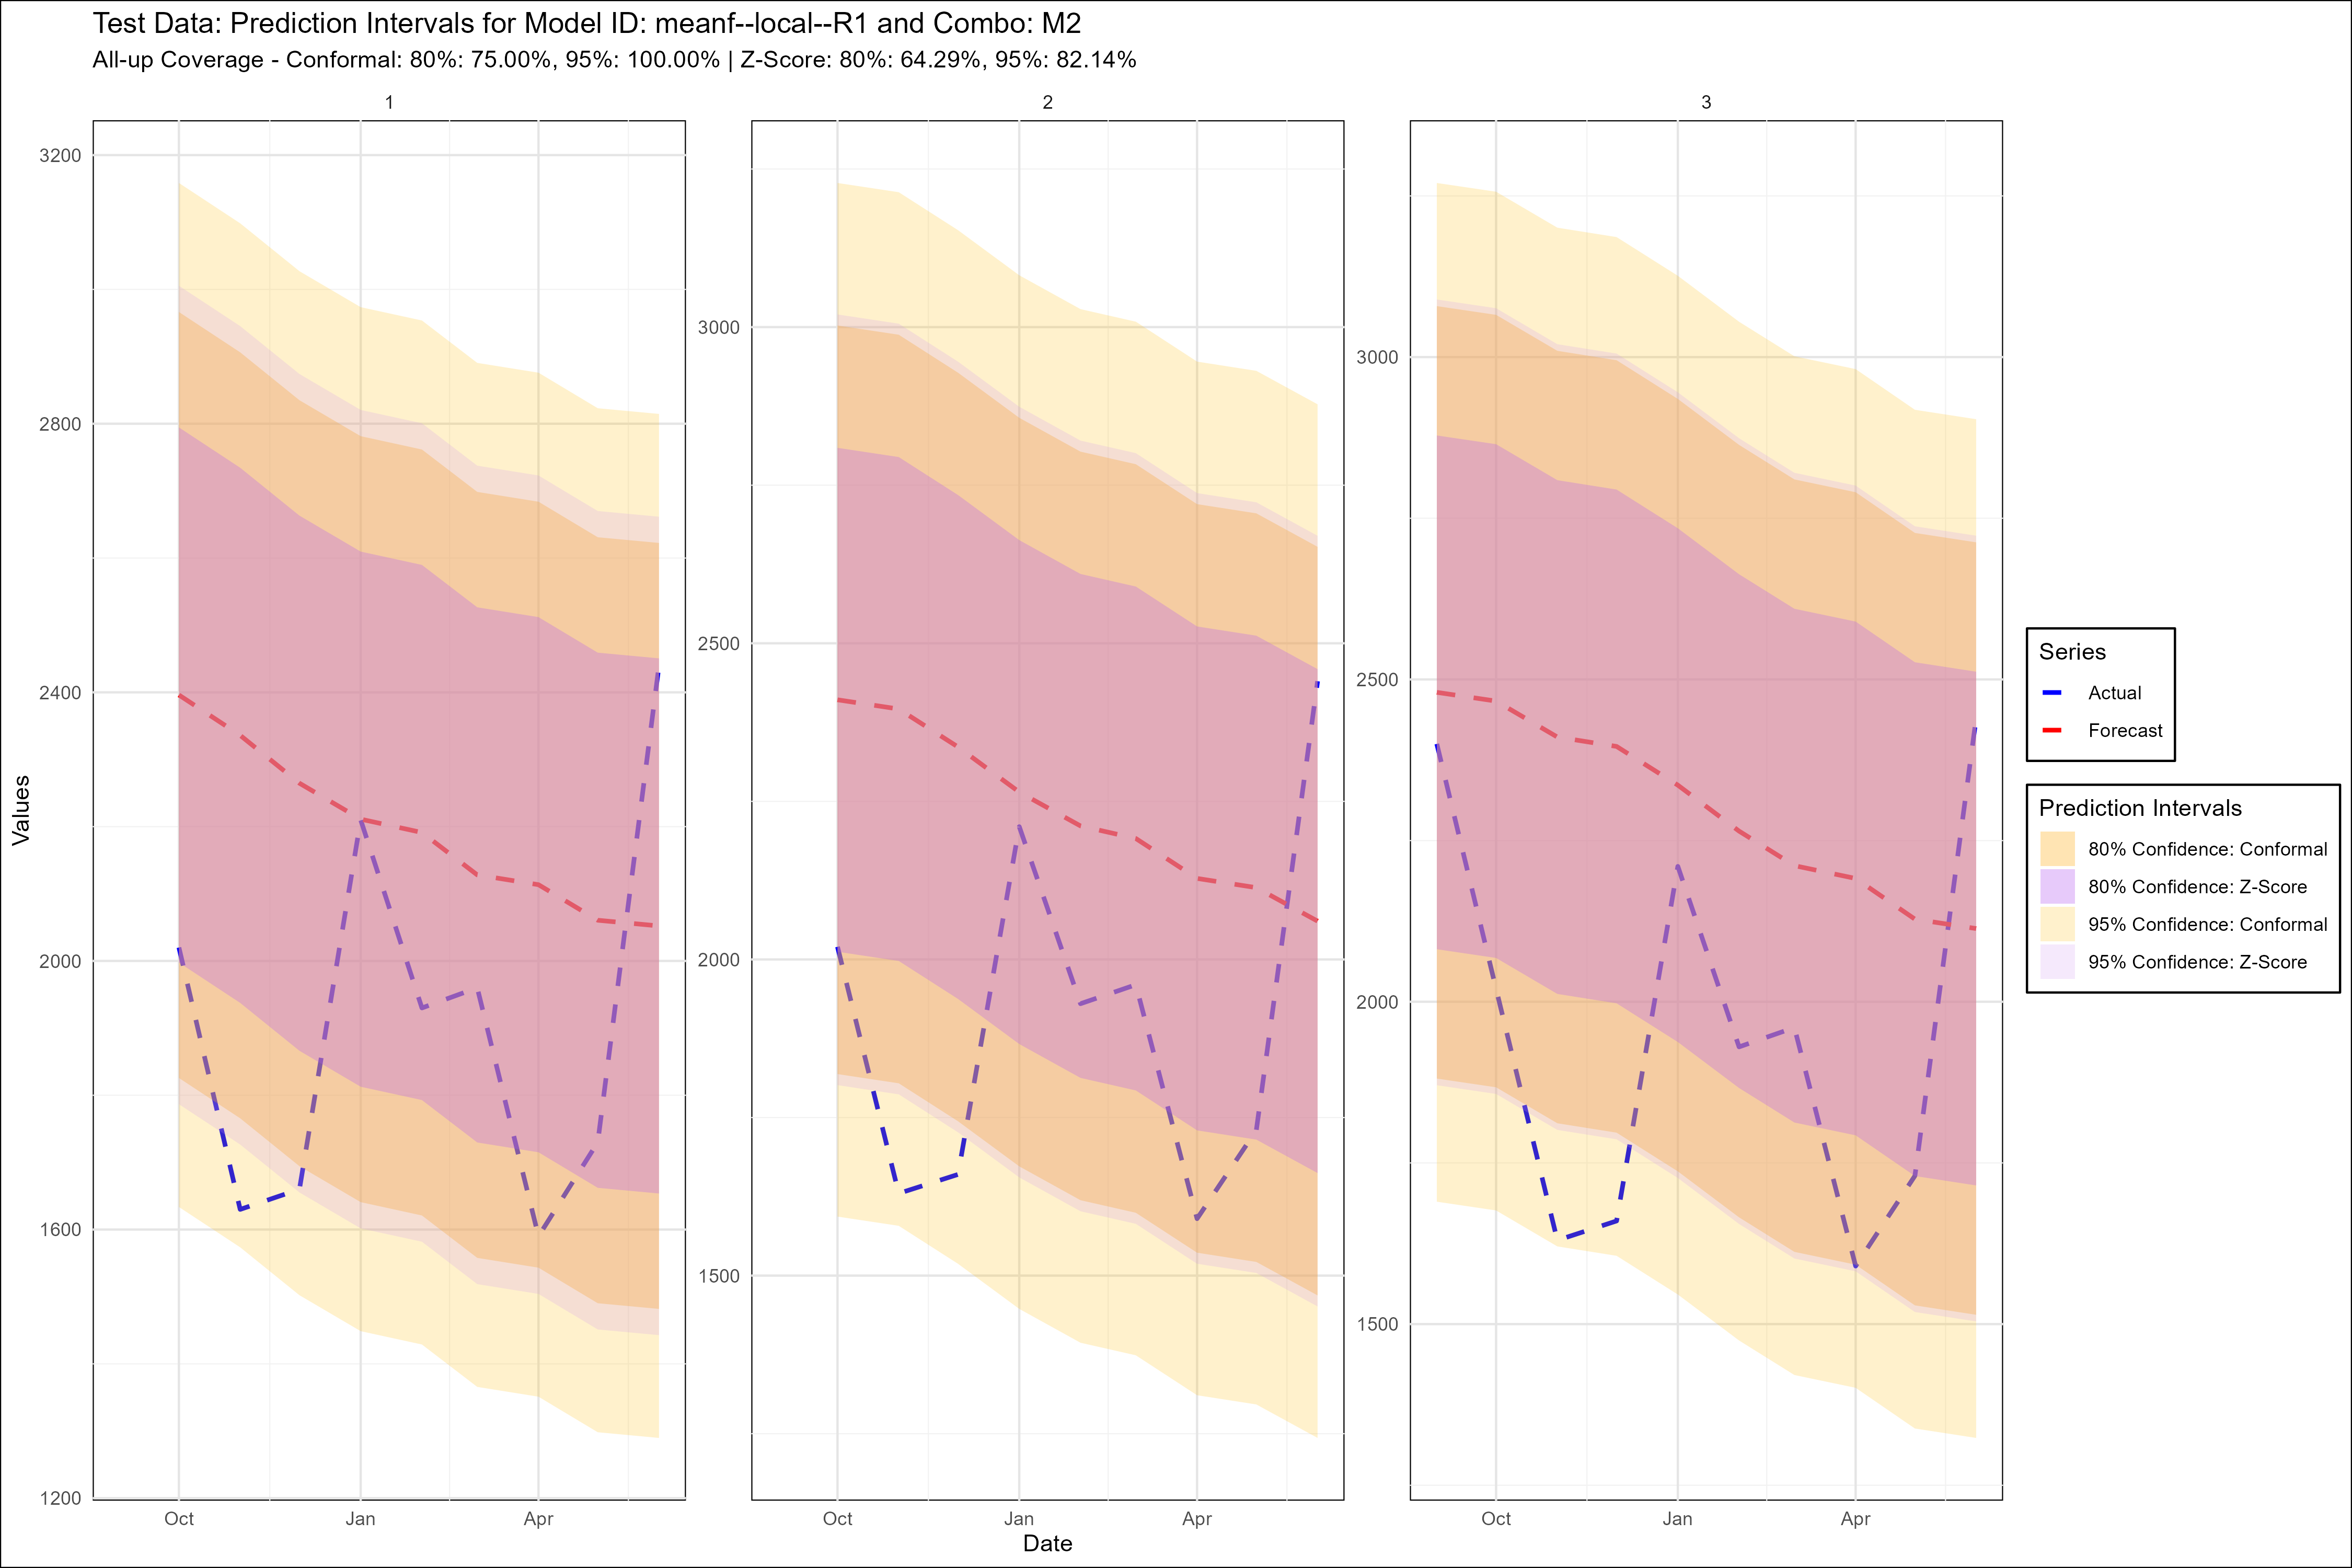 Test Data: Prediction Intervals for Model ID: meanf--local--R1 and Combo: M2
All-up Coverage - Conformal: 80%: 75.00%, 95%: 100.00% | Z-Score: 80%: 64.29%, 95%: 82.14%
1
2
3
3200
2800
2400
2000
1600
1200
3000
2500
2000
1500
3000
2500
2000
1500
Values
Oct
Jan
Apr
Oct
Jan
Apr
Oct
Jan
Apr
Date
Series
Actual
Forecast
Prediction Intervals
80% Confidence: Conformal
80% Confidence: Z-Score
95% Confidence: Conformal
95% Confidence: Z-Score